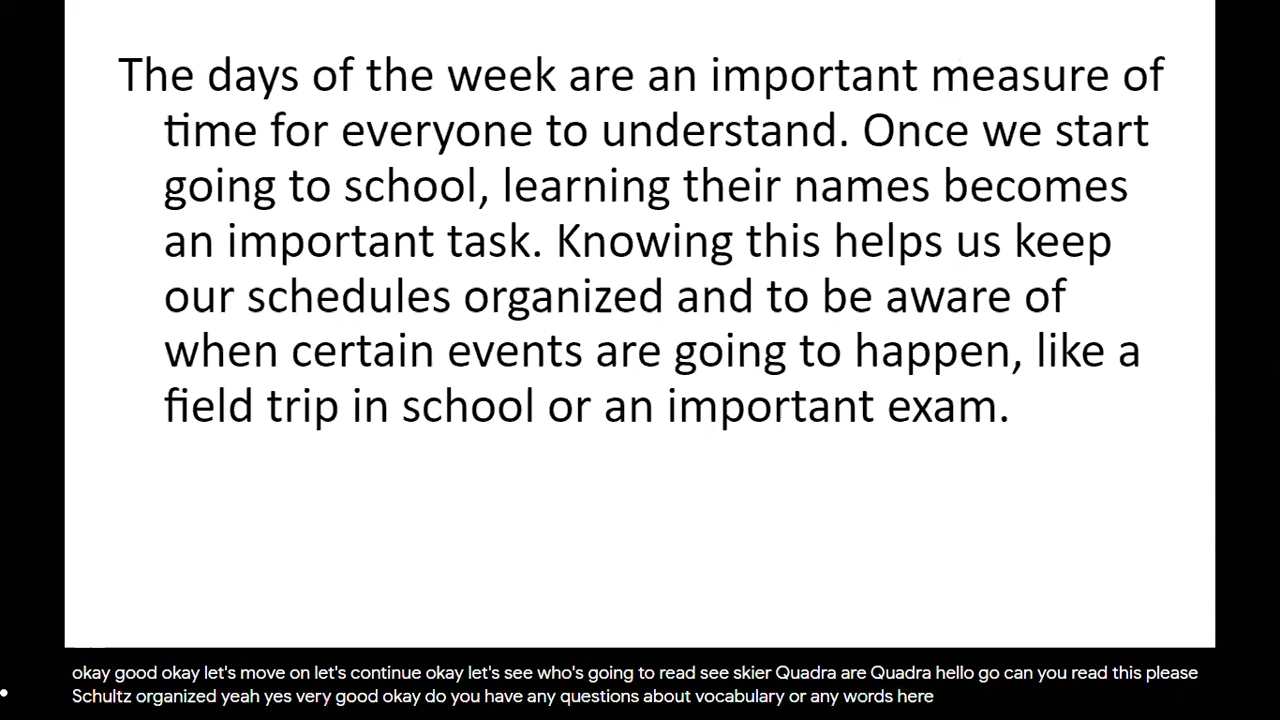 The days of the week are an important measure of
time for everyone to understand. Once we start
going to school, learning their names becomes
an important task. Knowing this helps us keep
our schedules organized and to be aware of
when certain events are going to happen, like a
field trip in school or an important exam.
okay good okay let's move on let's continue okay let's see who's going to read see skier Quadra are Quadra hello go can you read this please
Schultz organized yeah yes very good okay do you have any questions about vocabulary or any words here